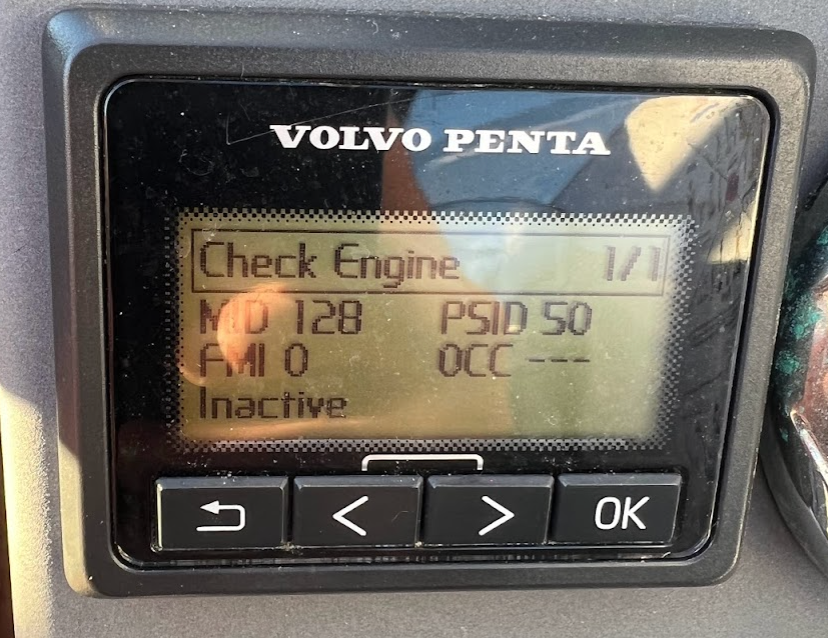 VOLVO PENTA
Check Engine 1/1
MID 128 PSID 50
FMI 0 OCC ---
Inactive
OK